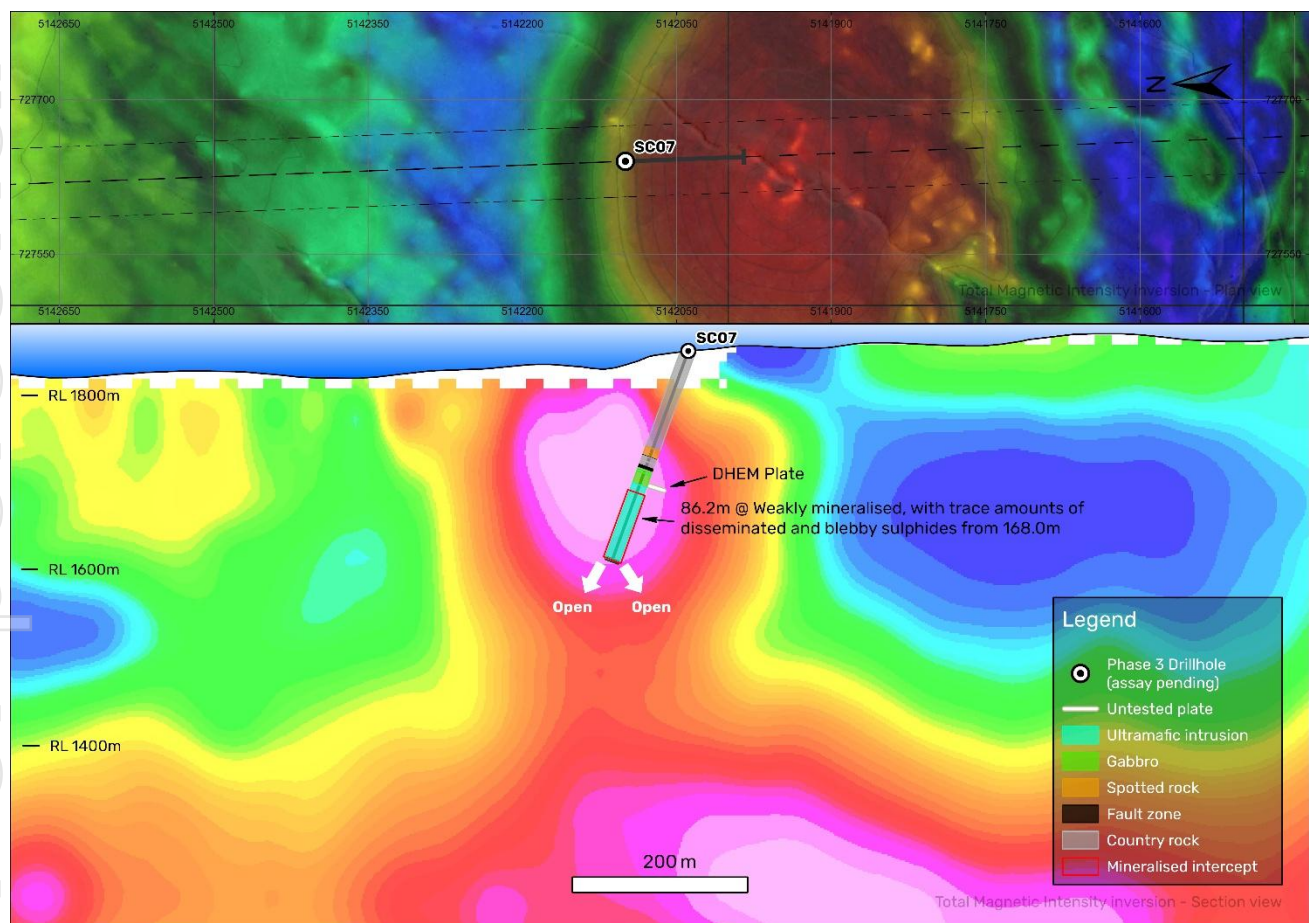 5142650 5142500 5142350 5142200 5142050 5141900 5141750 5141600
727700 727700
N
SC07
727550 727550
Total Magnetic Intensity Inversion - Plan view
5142650 5142500 5142350 5142200 5142050 5141900 5141750 5141600
SC07
RL 1800m
DHEM Plate
86.2m @ Weakly mineralised, with trace amounts of
disseminated and blebby sulphides from 168.0m
RL 1600m
Open Open
Legend
Phase 3 Drillhole
(assay pending)
Untested plate
Ultramafic intrusion
Gabbro
Spotted rock
Fault zone
Country rock
Mineralised intercept
RL 1400m
200 m
Total Magnetic Intensity inversion - Section view